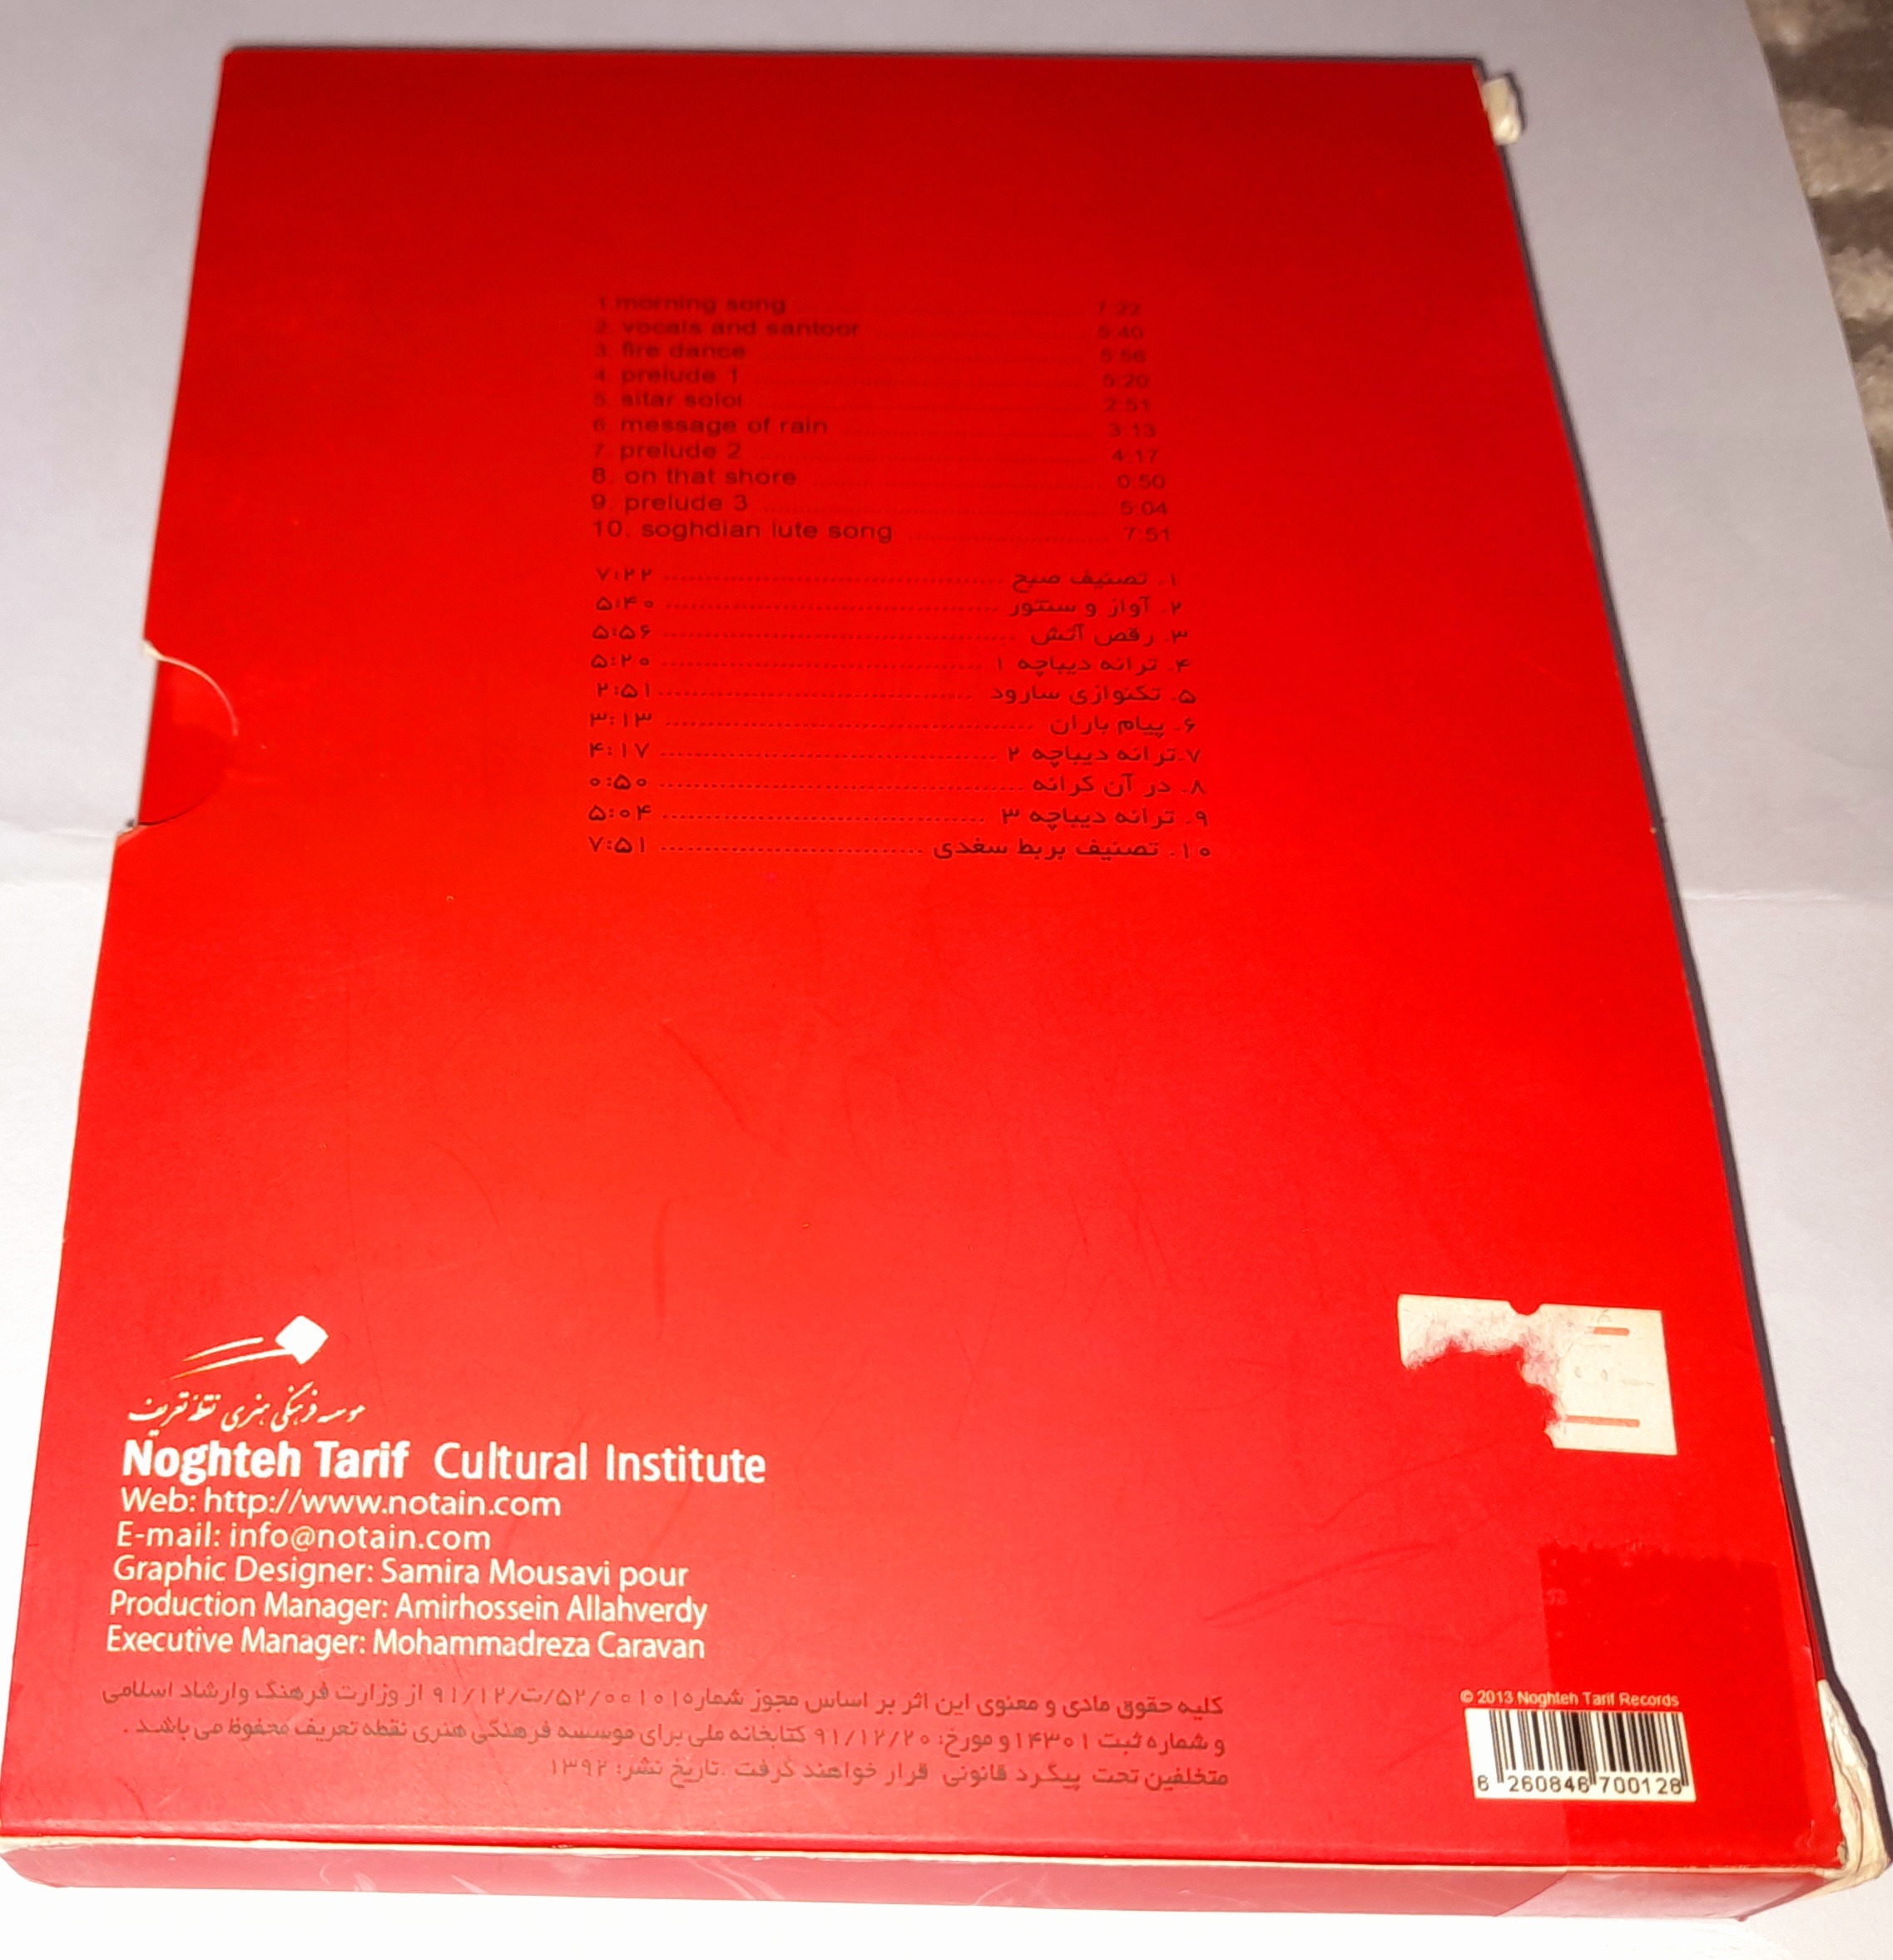 1.morning song ........ 7:22
2. vocals and santoor ........ 5:40
3. fire dance ........ 5:56
4. prelude 1 ........ 5:20
5. sitar solo ........ 2:51
6. message of rain ........ 3:13
7. prelude 2 ........ 4:17
8. on that shore ........ 0:50
9. prelude 3 ........ 5:04
10. soghdian lute song ........ 7:51
۱. تصنیف صبح ........ ۷:۲۲
۲. آواز و سنتور ........ ۵:۴۰
۳. رقص آتش ........ ۵:۵۶
۴. ترانه دیباچه ۱ ........ ۵:۲۰
۵. تکنوازی سارود ........ ۲:۵۱
۶. پیام باران ........ ۳:۱۳
۷.ترانه دیباچه ۲ ........ ۴:۱۷
۸. در آن کرانه ........ ۰:۵۰
۹. ترانه دیباچه ۳ ........ ۵:۰۴
۱۰. تصنیف بربط سغدی ........ ۷:۵۱
موسسه فرهنگی هنری نقطه تعریف
Noghteh Tarif Cultural Institute
Web: http://www.notain.com
E-mail: info@notain.com
Graphic Designer: Samira Mousavi pour
Production Manager: Amirhossein Allahverdy
Executive Manager: Mohammadreza Caravan
کلیه حقوق مادی و معنوی این اثر بر اساس مجوز شماره۵۲/۰۰۱۰۱/ت/۹۱/۱۲ از وزارت فرهنگ وارشاد اسلامی
و شماره ثبت ۱۴۳۰۱و مورخ: ۹۱/۱۲/۲۰ کتابخانه ملی برای موسسه فرهنگی هنری نقطه تعریف محفوظ می باشد .
متخلفین تحت پیگرد قانونی قرار خواهند گرفت .تاریخ نشر: ۱۳۹۲
© 2013 Noghteh Tarif Records
6 260846 700128